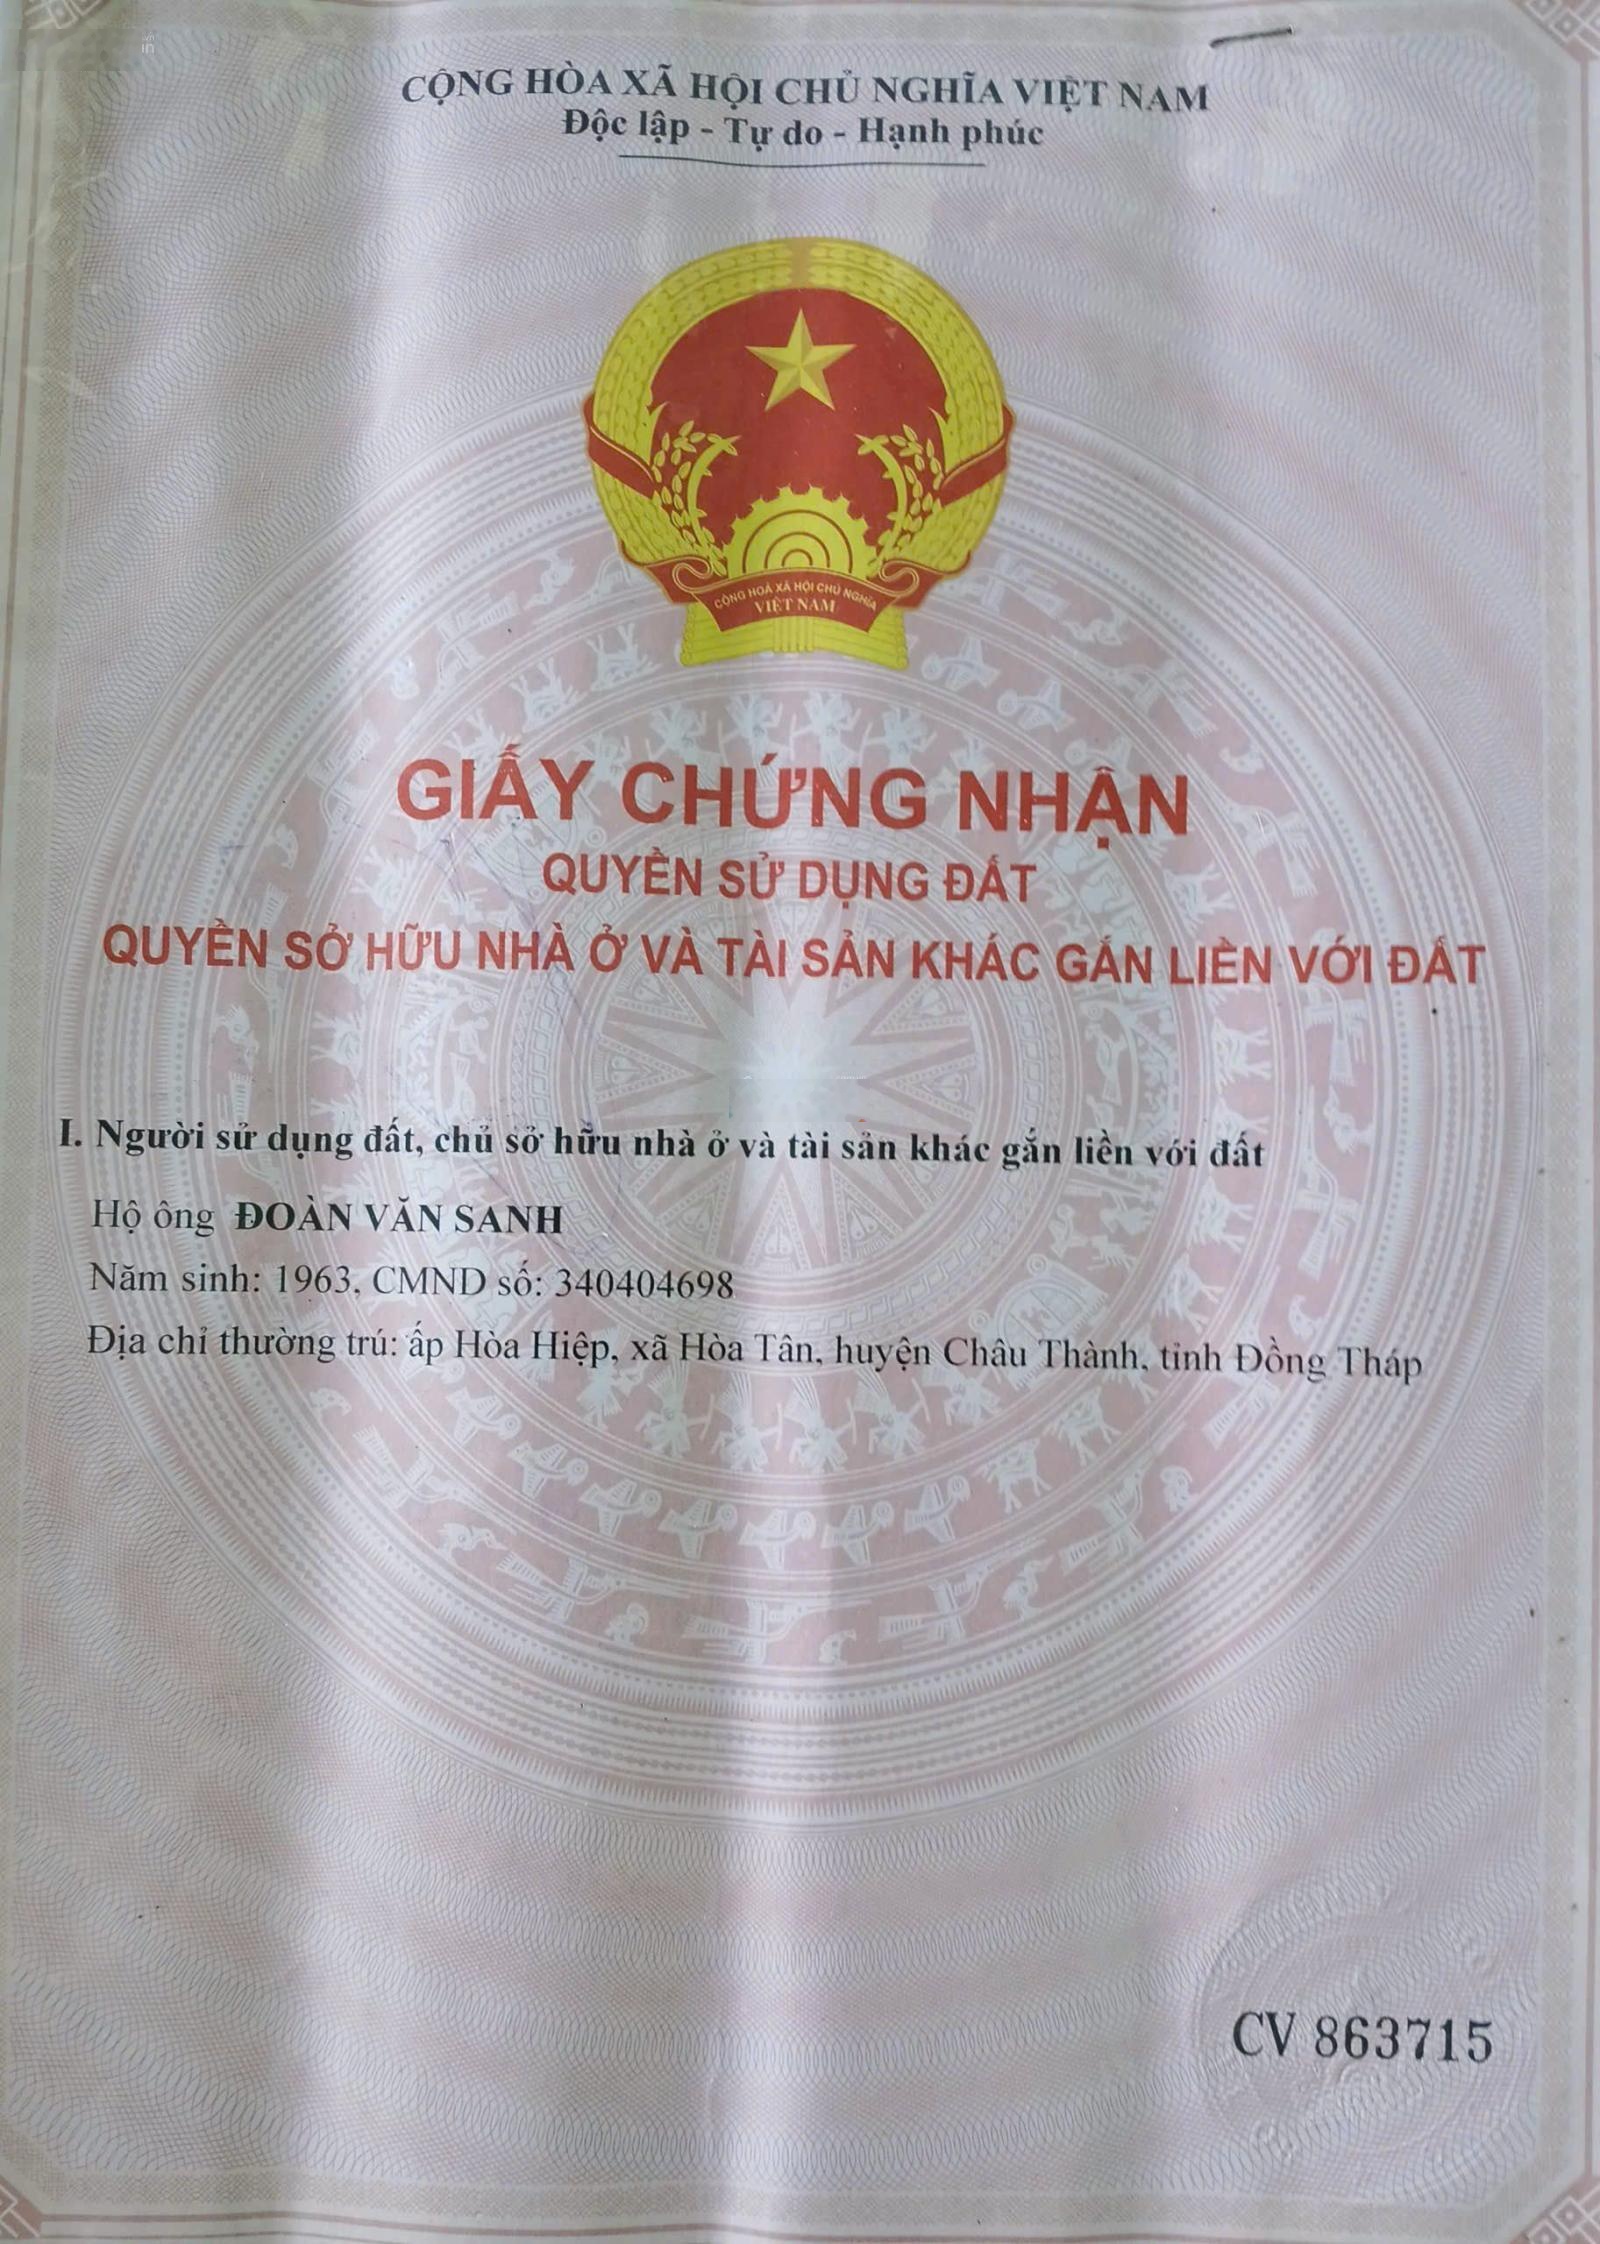 CỘNG HÒA XÃ HỘI CHỦ NGHĨA VIỆT NAM
Độc lập - Tự do - Hạnh phúc
CỘNG HOÀ XÃ HỘI CHỦ NGHĨA
VIỆT NAM
GIẤY CHỨNG NHẬN
QUYỀN SỬ DỤNG ĐẤT
QUYỀN SỞ HỮU NHÀ Ở VÀ TÀI SẢN KHÁC GẮN LIỀN VỚI ĐẤT
I. Người sử dụng đất, chủ sở hữu nhà ở và tài sản khác gắn liền với đất
Hộ ông ĐOÀN VĂN SANH
Năm sinh: 1963, CMND số: 340404698
Địa chỉ thường trú: ấp Hòa Hiệp, xã Hòa Tân, huyện Châu Thành, tỉnh Đồng Tháp
CV 863715